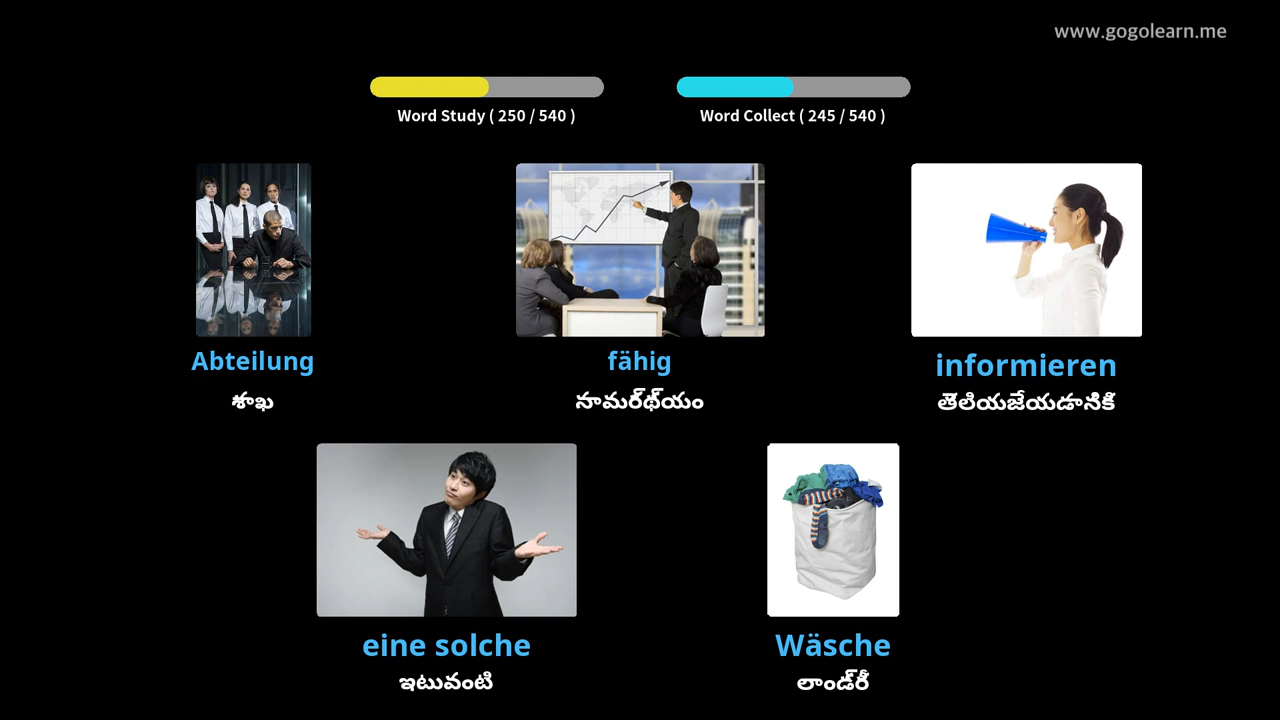 www.gogolearn.me
Word Study ( 250 / 540 )
Word Collect ( 245 / 540 )
Abteilung
శాఖ
fähig
సామర్థ్యం
informieren
తెలియజేయడానికి
eine solche
ఇటువంటి
Wäsche
లాండ్రీ